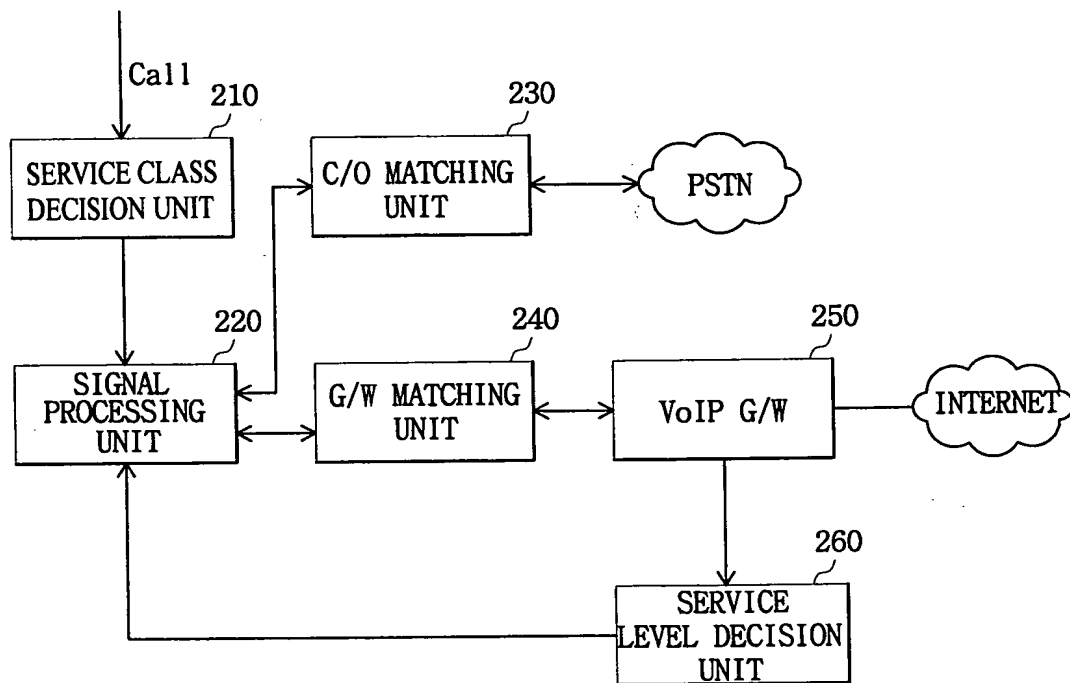 Call
210
230
SERVICE CLASS
DECISION UNIT
C/O MATCHING
UNIT
PSTN
220
240
250
SIGNAL
PROCESSING
UNIT
G/W MATCHING
UNIT
VoIP G/W
INTERNET
260
SERVICE
LEVEL DECISION
UNIT